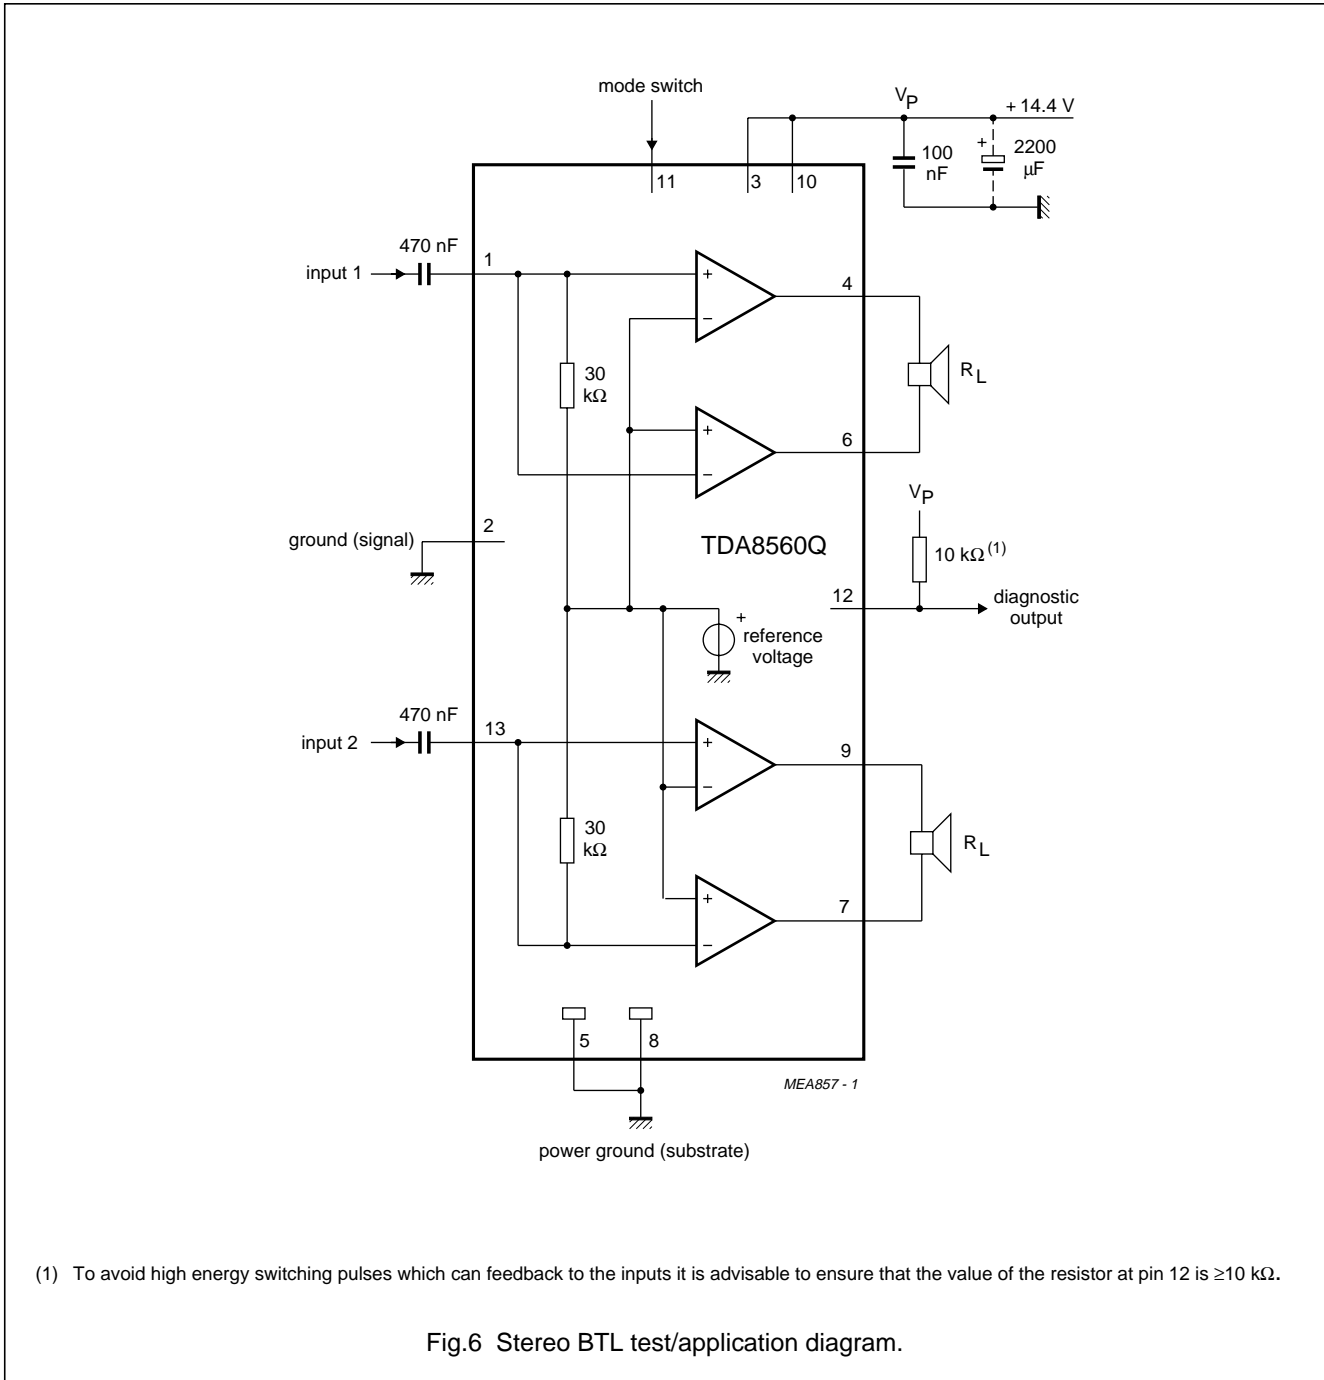 mode switch
V P
+ 14.4 V
100 nF
+
2200 µF
11
3
10
470 nF
input 1
1
+
−
4
30 kΩ
R L
+
−
6
V P
2
ground (signal)
TDA8560Q
10 kΩ (1)
12
diagnostic output
+
reference voltage
470 nF
13
input 2
+
−
9
30 kΩ
R L
+
−
7
5
8
MEA857 - 1
power ground (substrate)
(1) To avoid high energy switching pulses which can feedback to the inputs it is advisable to ensure that the value of the resistor at pin 12 is ≥10 kΩ.
Fig.6 Stereo BTL test/application diagram.